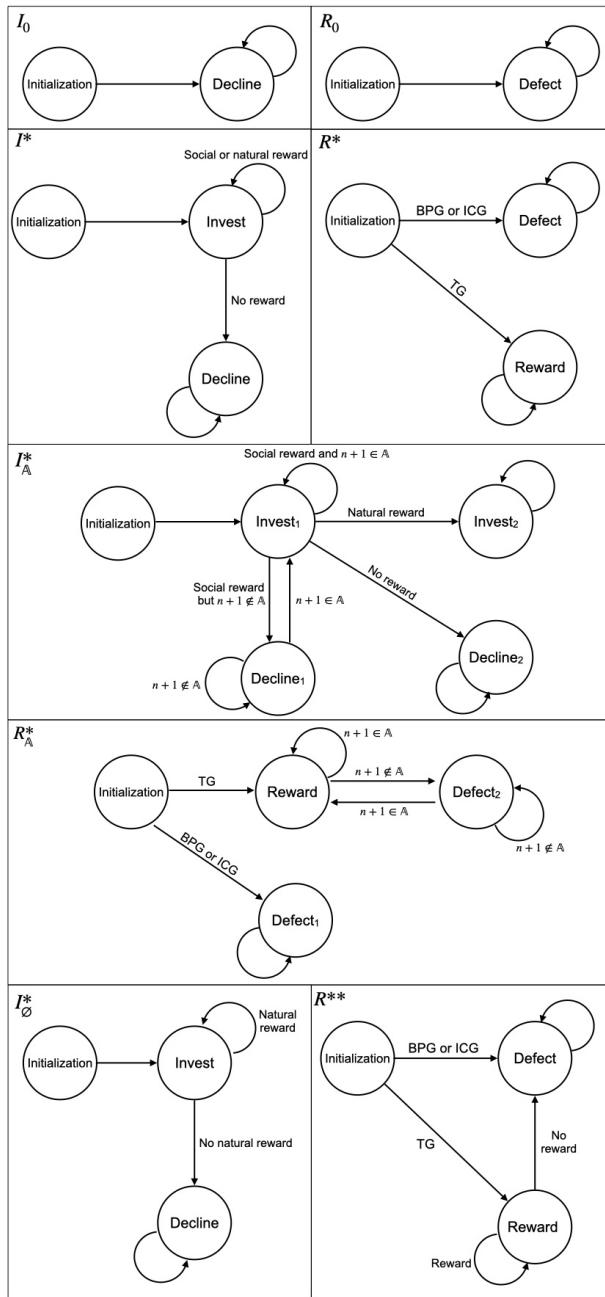 I₀
Initialization
Decline
R₀
Initialization
Defect
I*
Social or natural reward
Initialization
Invest
No reward
Decline
R*
Initialization
BPG or ICG
Defect
TG
Reward
I*𝔸
Social reward and n + 1 ∈ 𝔸
Initialization
Invest₁
Natural reward
Invest₂
Social reward
but n + 1 ∉ 𝔸
n + 1 ∈ 𝔸
No reward
n + 1 ∉ 𝔸
Decline₁
Decline₂
R*𝔸
n + 1 ∈ 𝔸
Initialization
TG
Reward
n + 1 ∉ 𝔸
n + 1 ∈ 𝔸
Defect₂
n + 1 ∉ 𝔸
BPG or ICG
Defect₁
I*∅
Natural
reward
Initialization
Invest
No natural reward
Decline
R**
Initialization
BPG or ICG
Defect
TG
No
reward
Reward
Reward